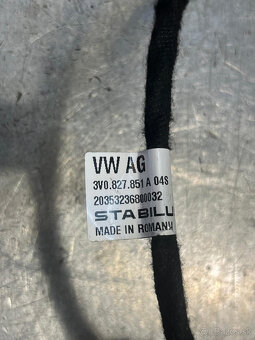 VW AG
3V0.827.851 A 04S
20353236800032
STABILU
MADE IN ROMANIA